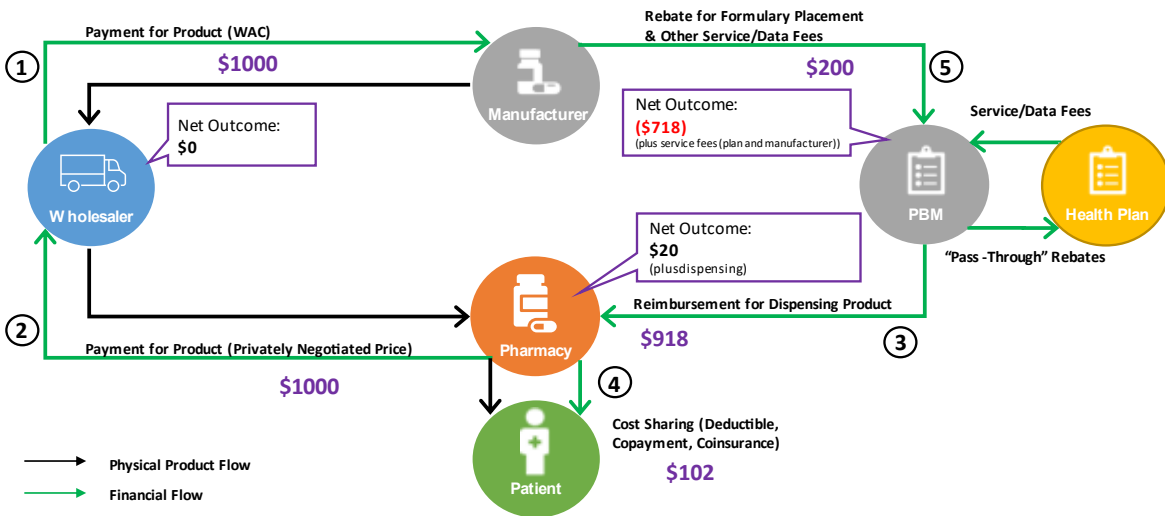 Payment for Product (WAC)
$1000
1
Rebate for Formulary Placement
& Other Service/Data Fees
$200
5
Manufacturer
Net Outcome:
$0
Wholesaler
Net Outcome:
($718)
(plus service fees (plan and manufacturer))
Service/Data Fees
PBM
Health Plan
"Pass -Through" Rebates
Net Outcome:
$20
(plusdispensing)
Reimbursement for Dispensing Product
$918
3
2
Payment for Product (Privately Negotiated Price)
$1000
Pharmacy
4
Cost Sharing (Deductible,
Copayment, Coinsurance)
$102
Patient
Physical Product Flow
Financial Flow